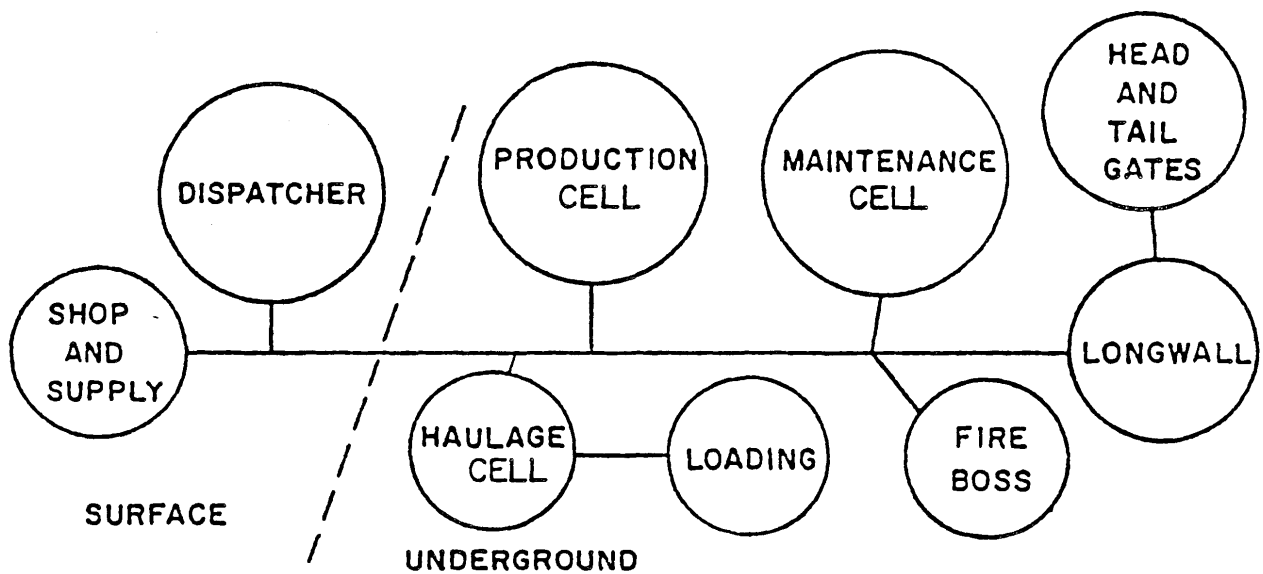 DISPATCHER
SHOP
AND
SUPPLY
PRODUCTION
CELL
MAINTENANCE
CELL
HEAD
AND
TAIL
GATES
LONGWALL
HAULAGE
CELL
LOADING
FIRE
BOSS
SURFACE
UNDERGROUND